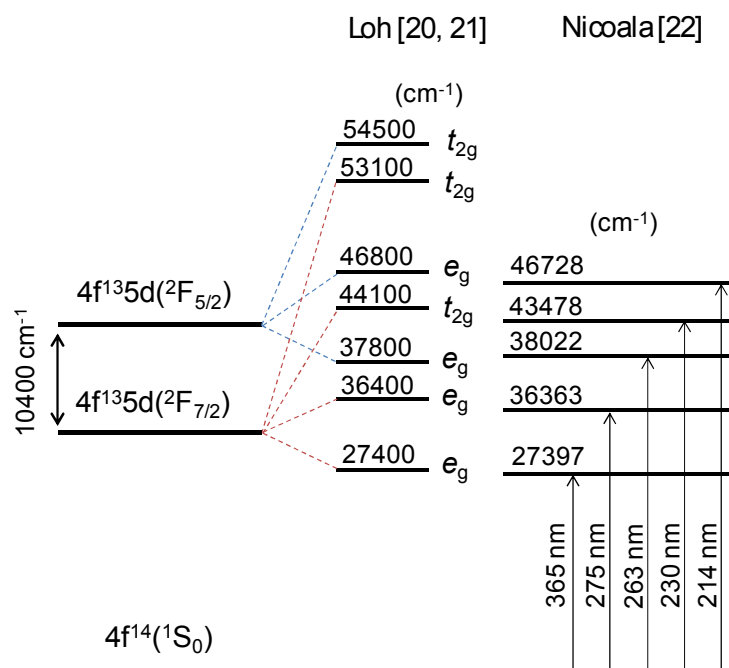 Loh [20, 21]
Nicoala [22]
(cm⁻¹)
54500 t₂g
53100 t₂g
(cm⁻¹)
46800 eg
46728
4f¹³5d(²F₅/₂)
44100 t₂g
43478
10400 cm⁻¹
37800 eg
38022
4f¹³5d(²F₇/₂)
36400 eg
36363
27400 eg
27397
365 nm
275 nm
263 nm
230 nm
214 nm
4f¹⁴(¹S₀)